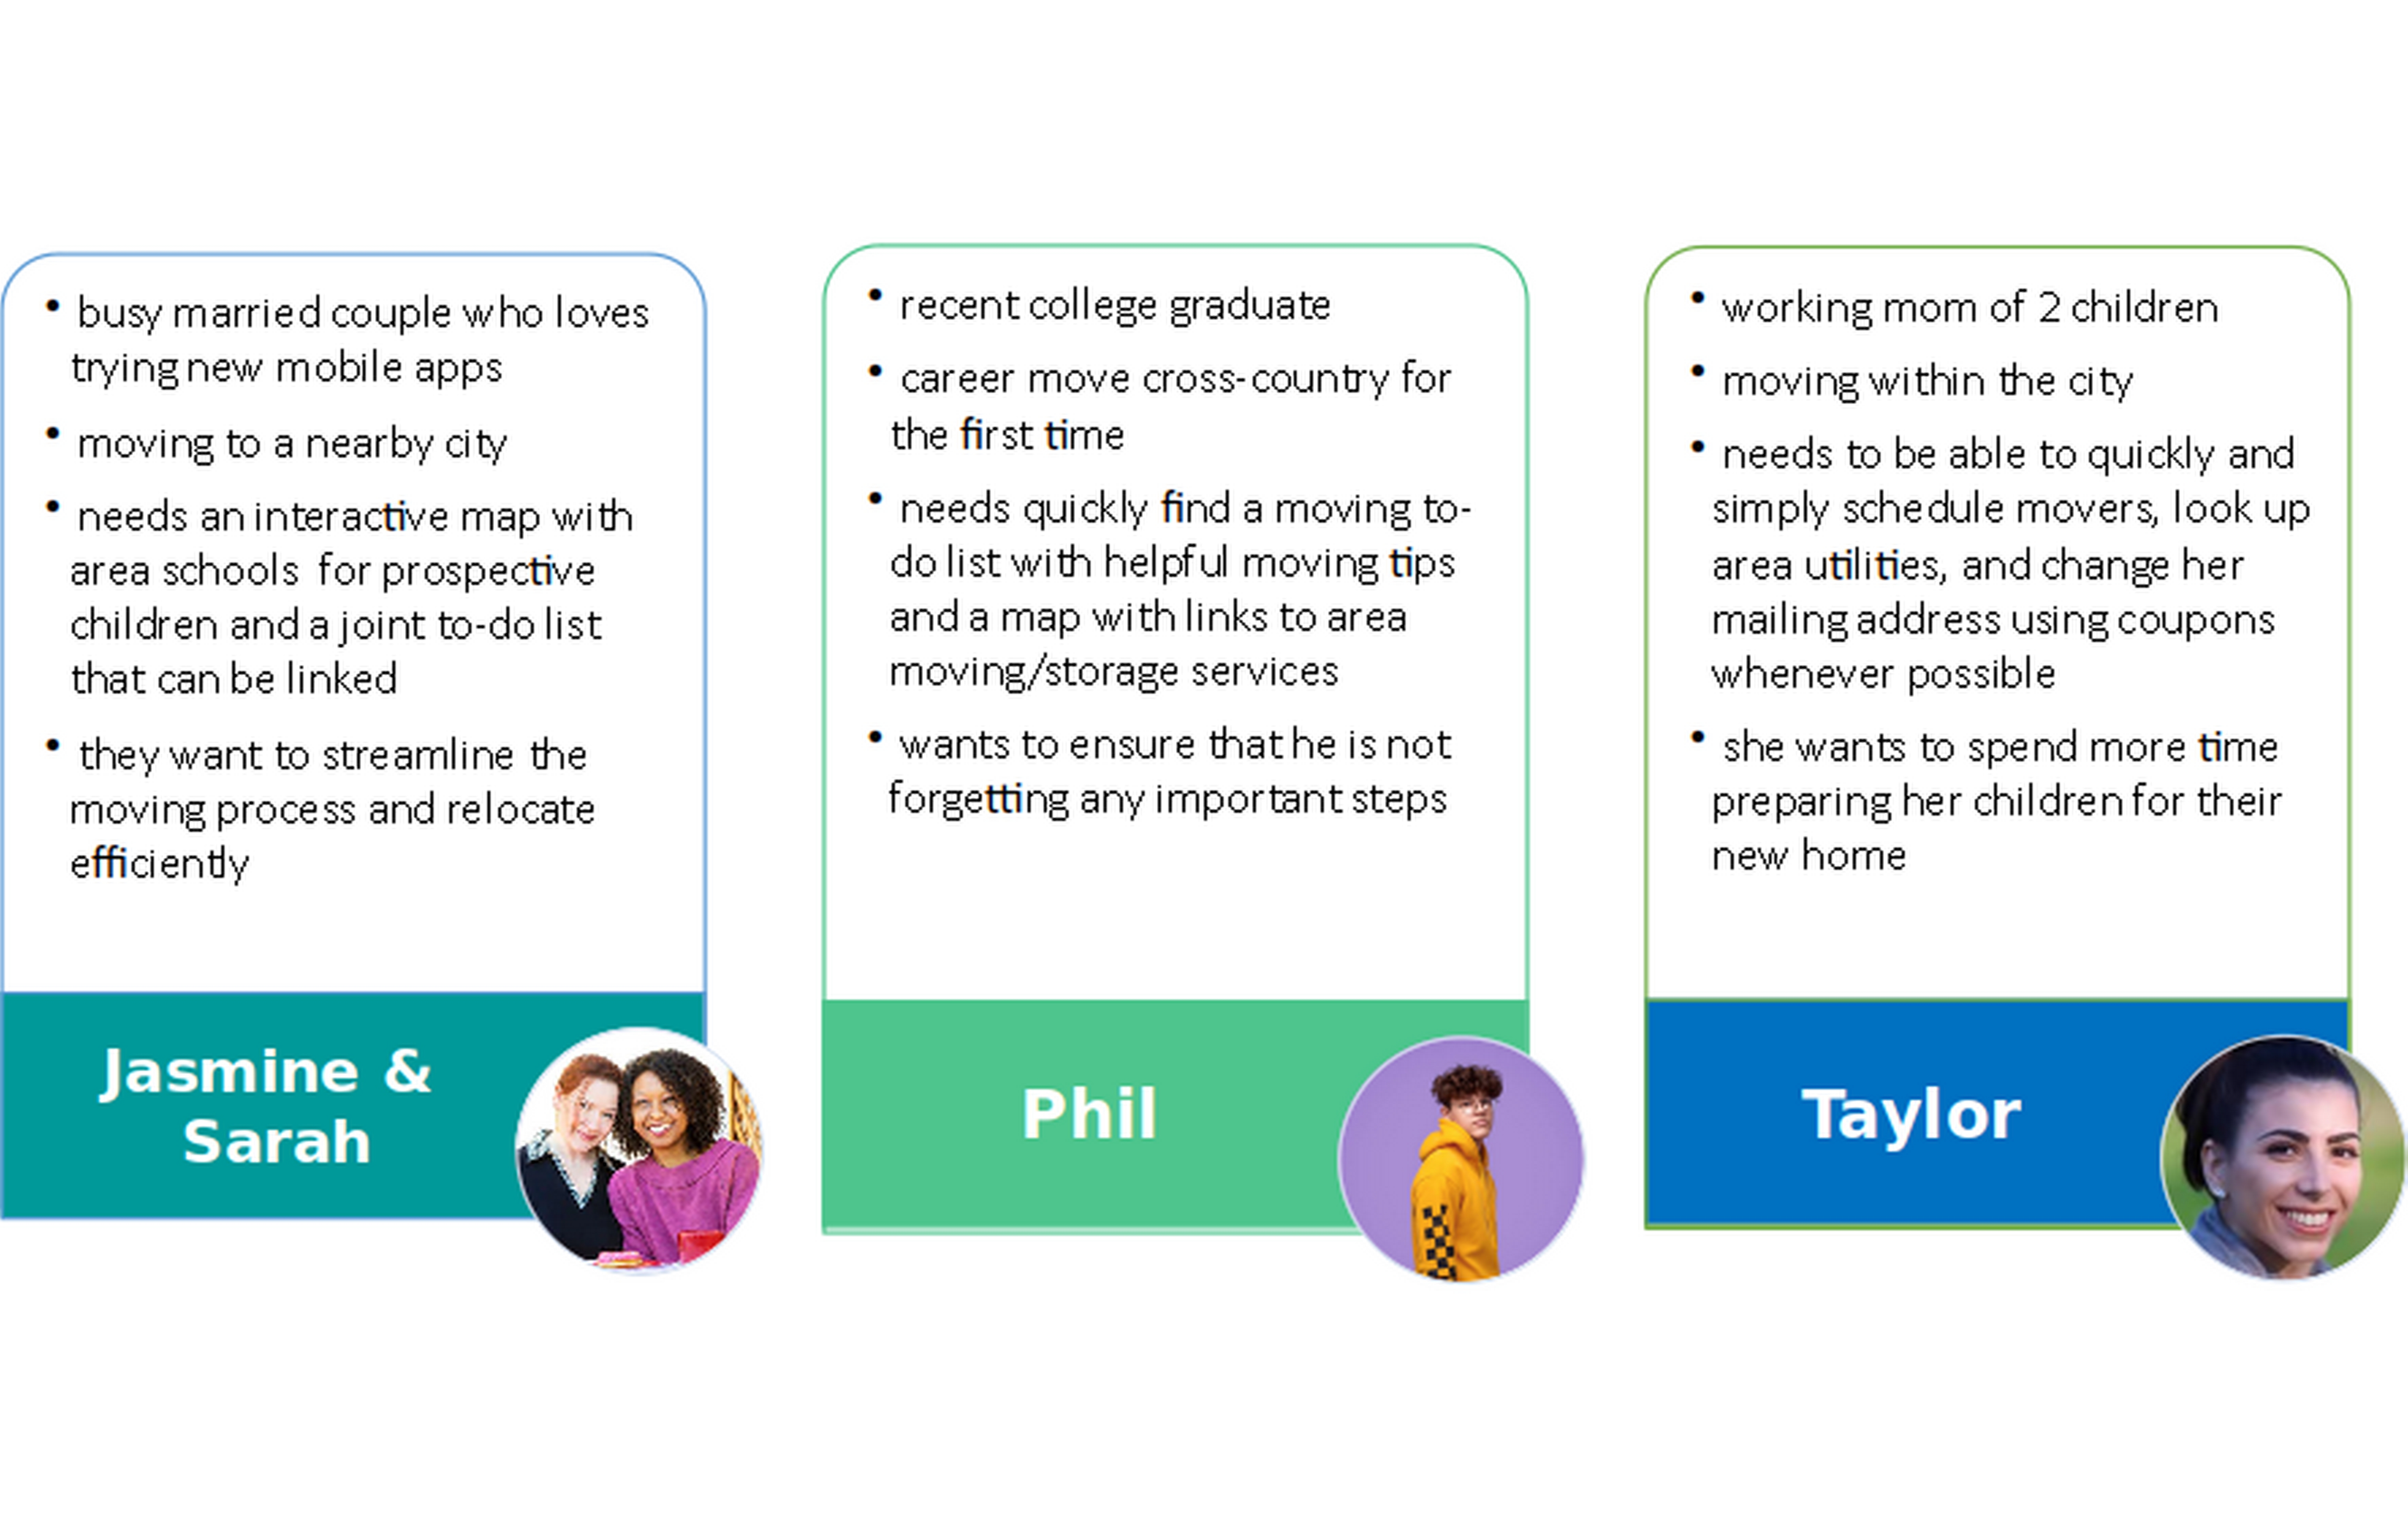 • busy married couple who loves
trying new mobile apps
• moving to a nearby city
• needs an interactive map with
area schools for prospective
children and a joint to-do list
that can be linked
• they want to streamline the
moving process and relocate
efficiently
Jasmine &
Sarah
• recent college graduate
• career move cross-country for
the first time
• needs quickly find a moving to-
do list with helpful moving tips
and a map with links to area
moving/storage services
• wants to ensure that he is not
forgetting any important steps
Phil
• working mom of 2 children
• moving within the city
• needs to be able to quickly and
simply schedule movers, look up
area utilities, and change her
mailing address using coupons
whenever possible
• she wants to spend more time
preparing her children for their
new home
Taylor